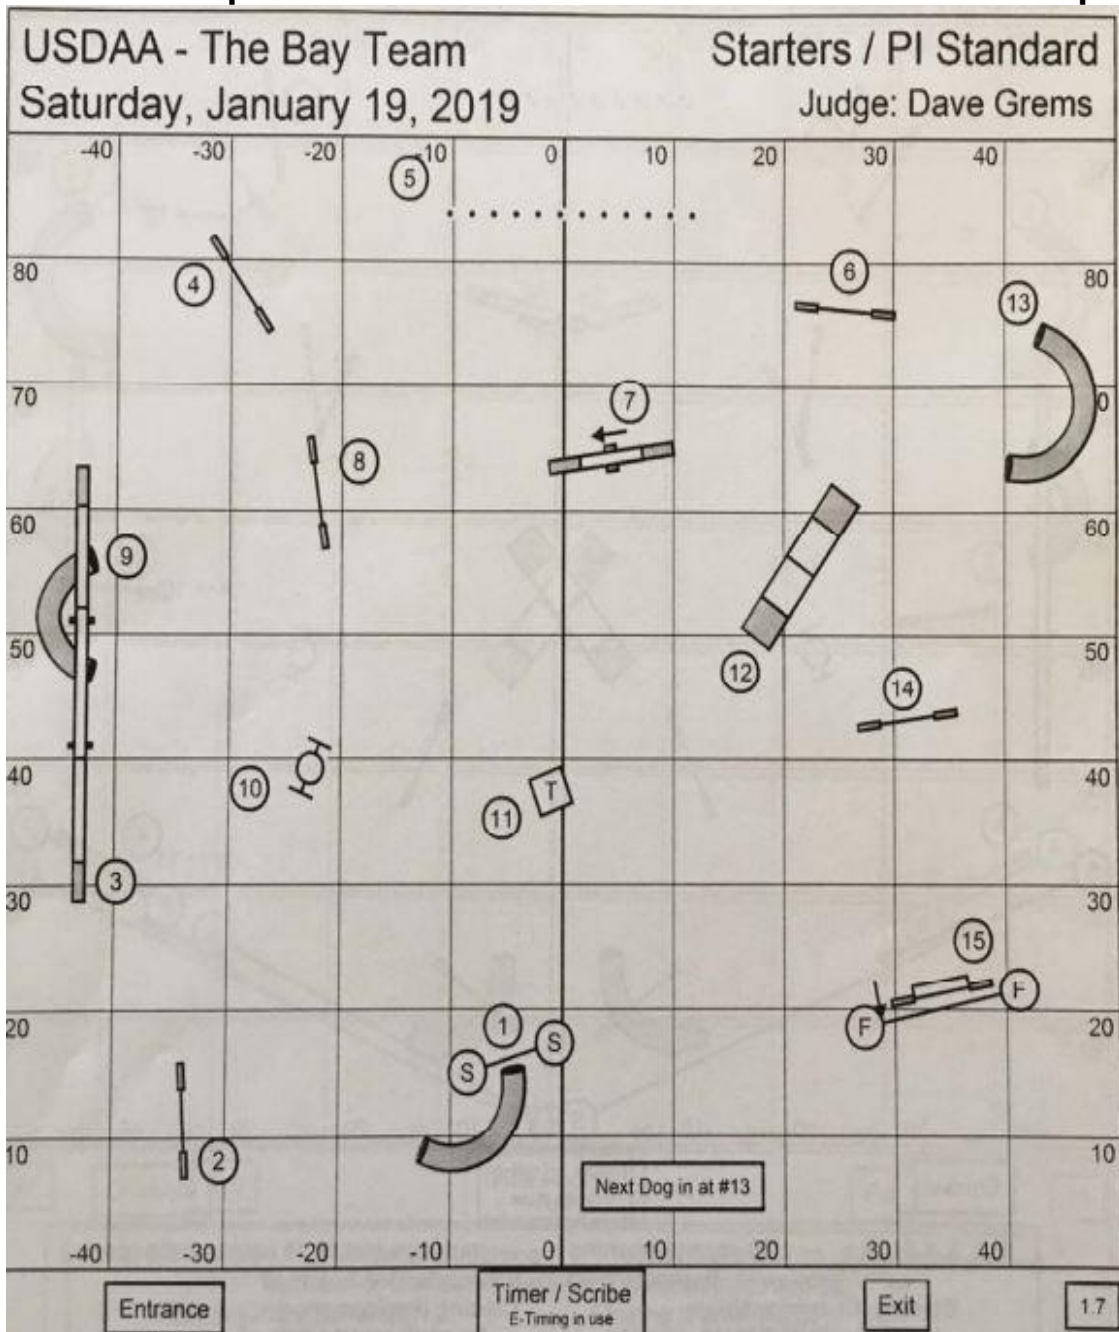 USDAA - The Bay Team Starters / PI Standard
Saturday, January 19, 2019 Judge: Dave Grems
-40 -30 -20 -10 0 10 20 30 40
5
80 4 6 80
13
70 7 0
8
60 9 60
50 12 50
14
40 10 T 40
11
30 3 30
15
20 1 F 20
S S F
10 2 10
Next Dog in at #13
-40 -30 -20 -10 0 10 20 30 40
Entrance Timer / Scribe Exit 1.7
E-Timing in use